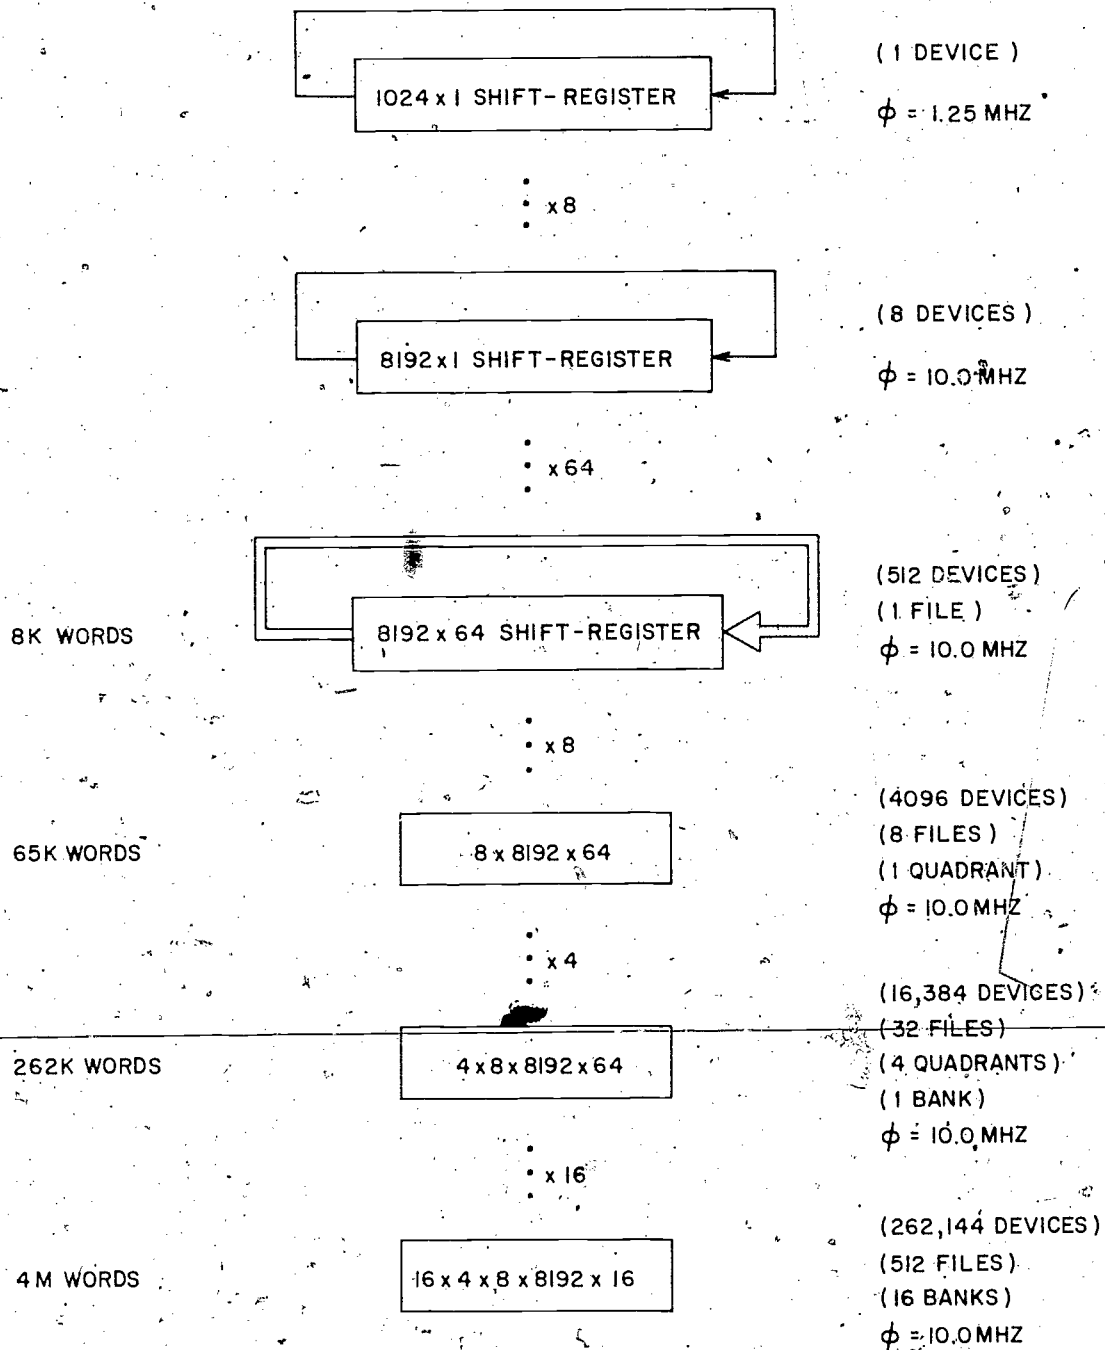 (1 DEVICE)
1024 x 1 SHIFT-REGISTER
φ = 1.25 MHZ
x 8
(8 DEVICES)
8192 x 1 SHIFT-REGISTER
φ = 10.0 MHZ
x 64
(512 DEVICES)
(1 FILE)
8K WORDS
8192 x 64 SHIFT-REGISTER
φ = 10.0 MHZ
x 8
(4096 DEVICES)
(8 FILES)
65K WORDS
8 x 8192 x 64
(1 QUADRANT)
φ = 10.0 MHZ
x 4
(16,384 DEVICES)
(32 FILES)
262K WORDS
4 x 8 x 8192 x 64
(4 QUADRANTS)
(1 BANK)
φ = 10.0 MHZ
x 16
(262,144 DEVICES)
(512 FILES)
4M WORDS
16 x 4 x 8 x 8192 x 16
(16 BANKS)
φ = 10.0 MHZ